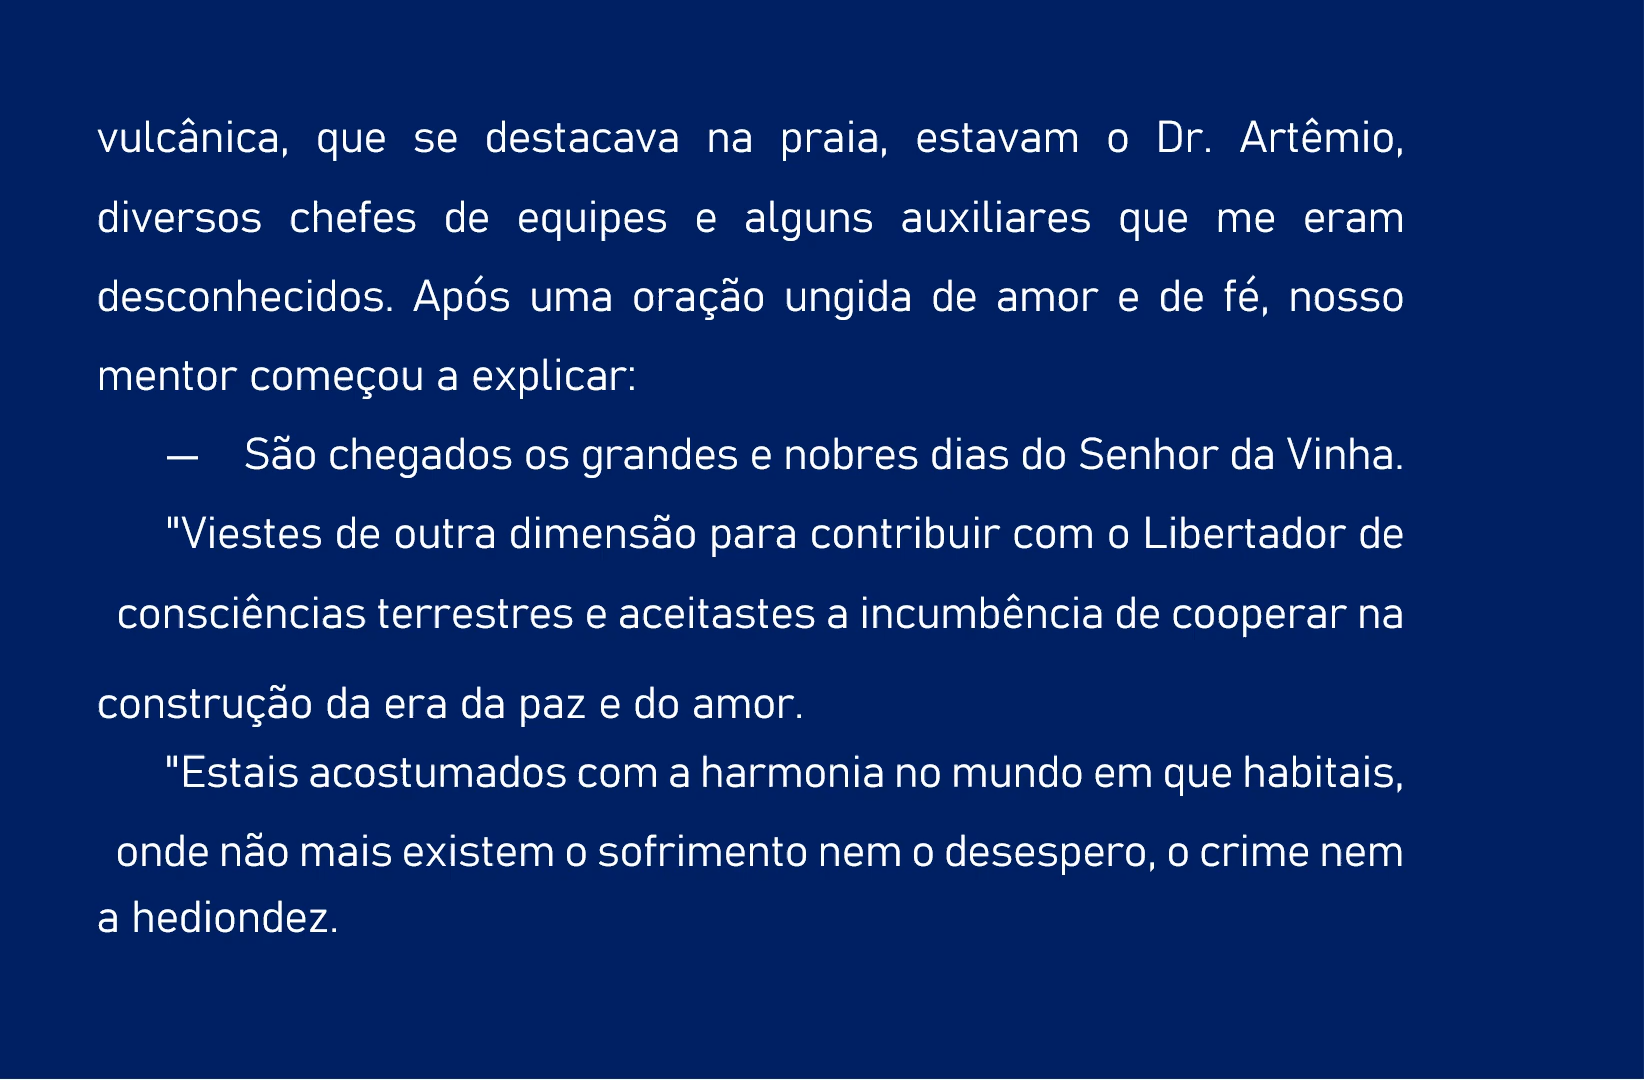 vulcânica, que se destacava na praia, estavam o Dr. Artêmio,
diversos chefes de equipes e alguns auxiliares que me eram
desconhecidos. Após uma oração ungida de amor e de fé, nosso
mentor começou a explicar:
— São chegados os grandes e nobres dias do Senhor da Vinha.
"Viestes de outra dimensão para contribuir com o Libertador de
consciências terrestres e aceitastes a incumbência de cooperar na
construção da era da paz e do amor.
"Estais acostumados com a harmonia no mundo em que habitais,
onde não mais existem o sofrimento nem o desespero, o crime nem
a hediondez.